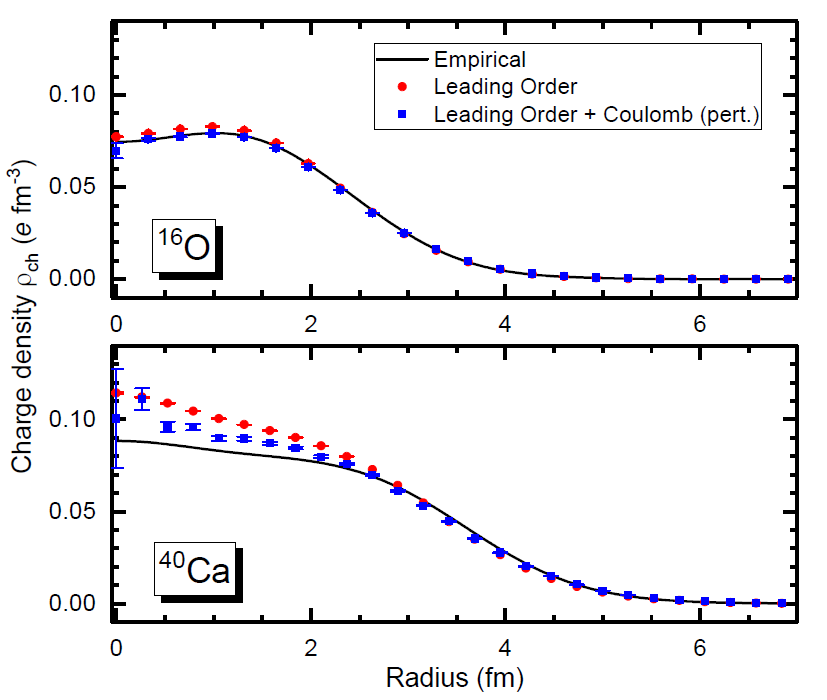 Charge density ρch (e fm-3)
Empirical
Leading Order
Leading Order + Coulomb (pert.)
0.10
0.05
0.00
16O
0 2 4 6
0.10
0.05
0.00
40Ca
0 2 4 6
Radius (fm)